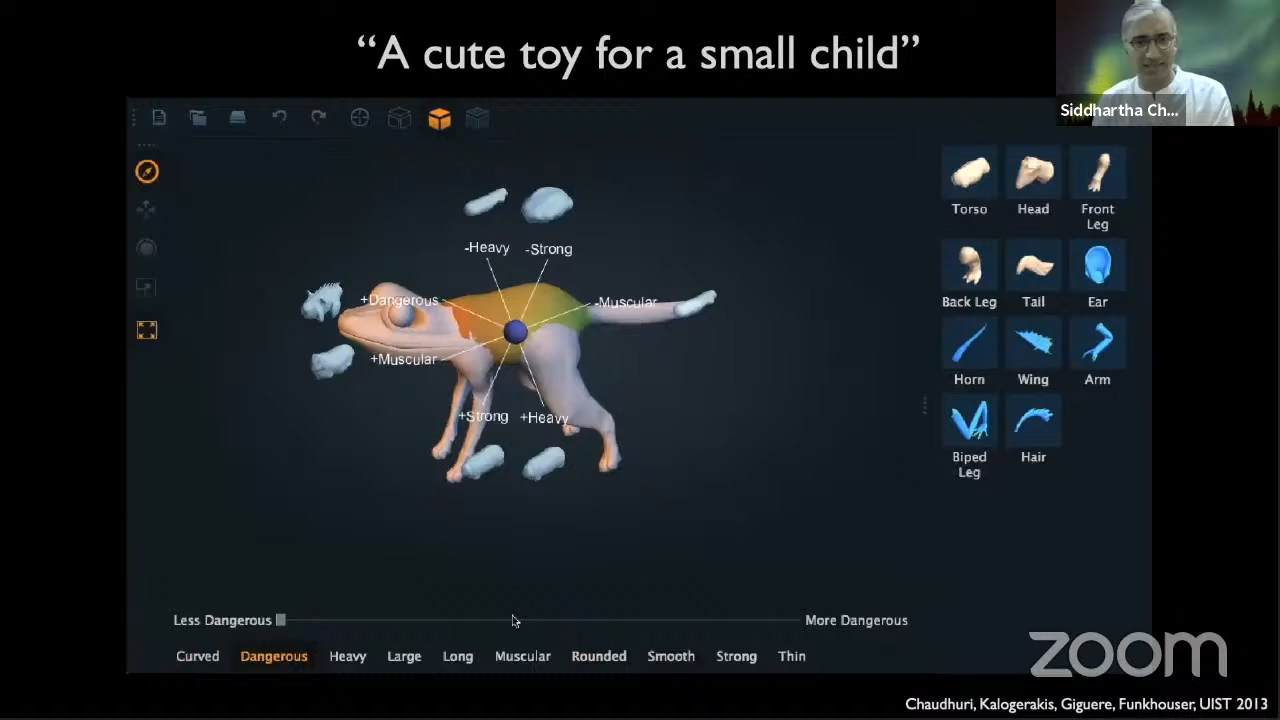 “A cute toy for a small child”
Siddhartha Ch...
-Heavy
-Strong
+Dangerous
-Muscular
+Muscular
+Strong
+Heavy
Torso
Head
Front
Leg
Back Leg
Tail
Ear
Horn
Wing
Arm
Biped
Leg
Hair
Less Dangerous
More Dangerous
Curved
Dangerous
Heavy
Large
Long
Muscular
Rounded
Smooth
Strong
Thin
zoom
Chaudhuri, Kalogerakis, Giguere, Funkhouser, UIST 2013